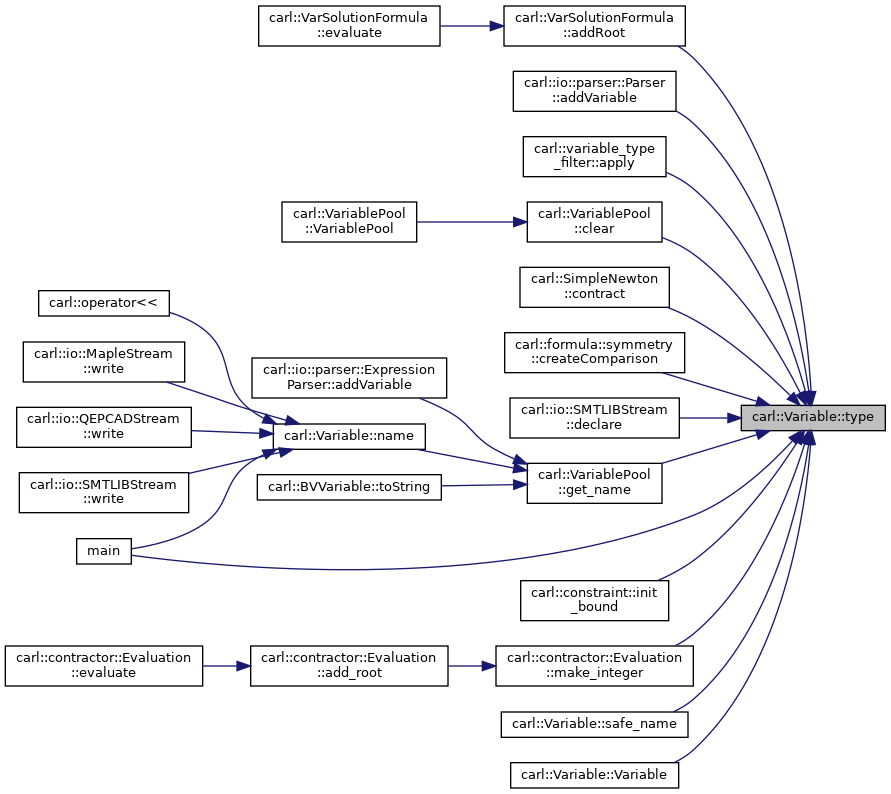 carl::VarSolutionFormula
::evaluate
carl::VarSolutionFormula
::addRoot
carl::io::parser::Parser
::addVariable
carl::variable_type
_filter::apply
carl::VariablePool
::VariablePool
carl::VariablePool
::clear
carl::SimpleNewton
::contract
carl::operator<<
carl::formula::symmetry
::createComparison
carl::io::MapleStream
::write
carl::io::parser::Expression
Parser::addVariable
carl::io::SMTLIBStream
::declare
carl::Variable::type
carl::io::QEPCADStream
::write
carl::Variable::name
carl::VariablePool
::get_name
carl::io::SMTLIBStream
::write
carl::BVVariable::toString
main
carl::constraint::init
_bound
carl::contractor::Evaluation
::evaluate
carl::contractor::Evaluation
::add_root
carl::contractor::Evaluation
::make_integer
carl::Variable::safe_name
carl::Variable::Variable